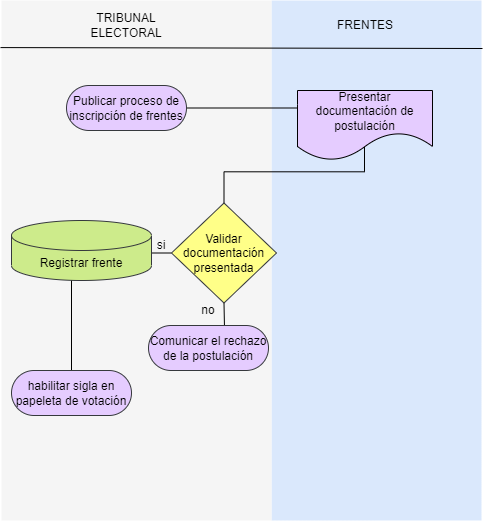 TRIBUNAL
ELECTORAL
FRENTES
Publicar proceso de
inscripción de frentes
Presentar
documentación de
postulación
Validar
documentación
presentada
si
Registrar frente
no
Comunicar el rechazo
de la postulación
habilitar sigla en
papeleta de votación